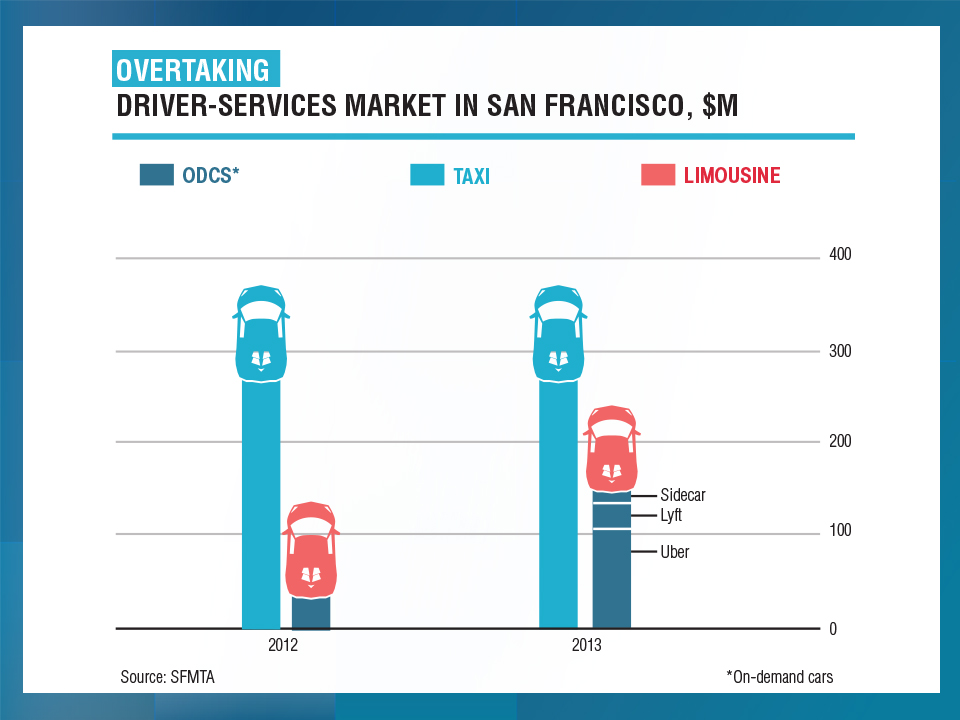 OVERTAKING
DRIVER-SERVICES MARKET IN SAN FRANCISCO, $M
ODCS* TAXI LIMOUSINE
400
300
200
Sidecar
Lyft
100
Uber
0
2012 2013
Source: SFMTA *On-demand cars